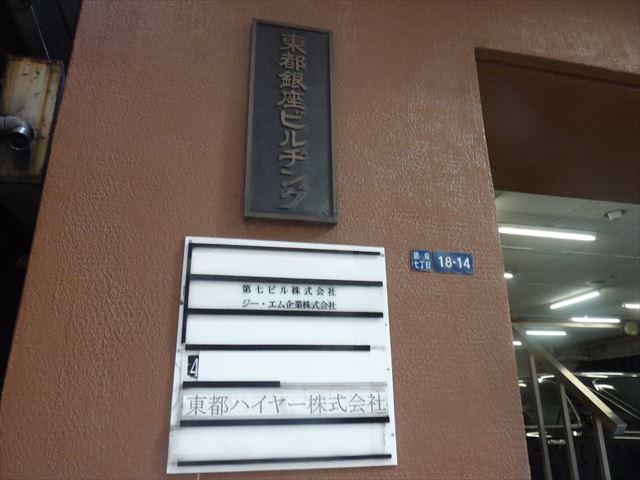 東都銀座ビルヂング
第七ビル株式会社
ジー・エム企業株式会社
4
東都ハイヤー株式会社
銀座
七丁目
18-14